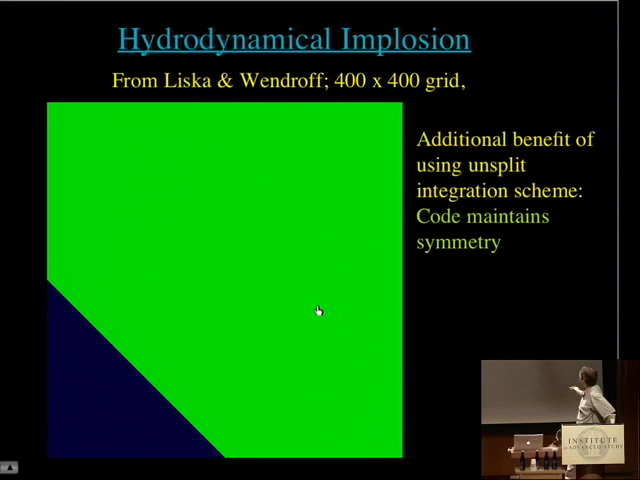 Hydrodynamical Implosion
From Liska & Wendroff; 400 x 400 grid,
Additional benefit of
using unsplit
integration scheme:
Code maintains
symmetry
INSTITUTE
for ADVANCED STUDY